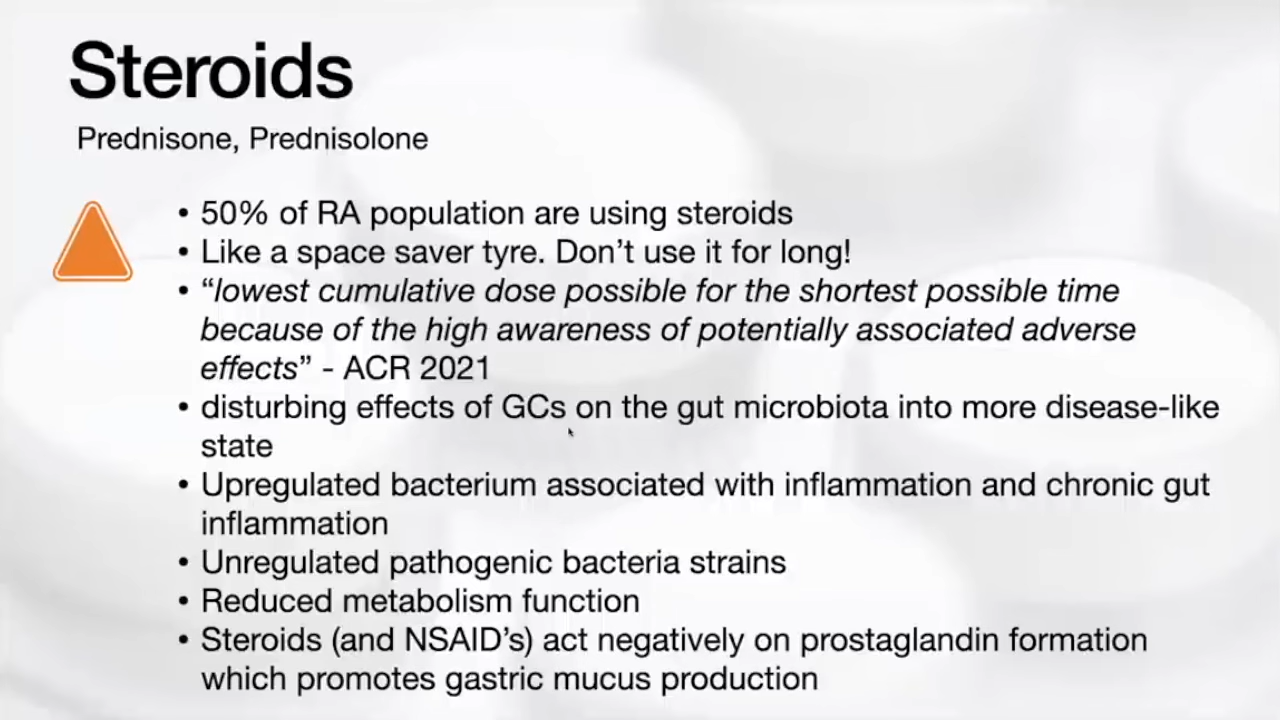 Steroids
Prednisone, Prednisolone
• 50% of RA population are using steroids
• Like a space saver tyre. Don’t use it for long!
• “lowest cumulative dose possible for the shortest possible time
because of the high awareness of potentially associated adverse
effects” - ACR 2021
• disturbing effects of GCs on the gut microbiota into more disease-like
state
• Upregulated bacterium associated with inflammation and chronic gut
inflammation
• Unregulated pathogenic bacteria strains
• Reduced metabolism function
• Steroids (and NSAID’s) act negatively on prostaglandin formation
which promotes gastric mucus production